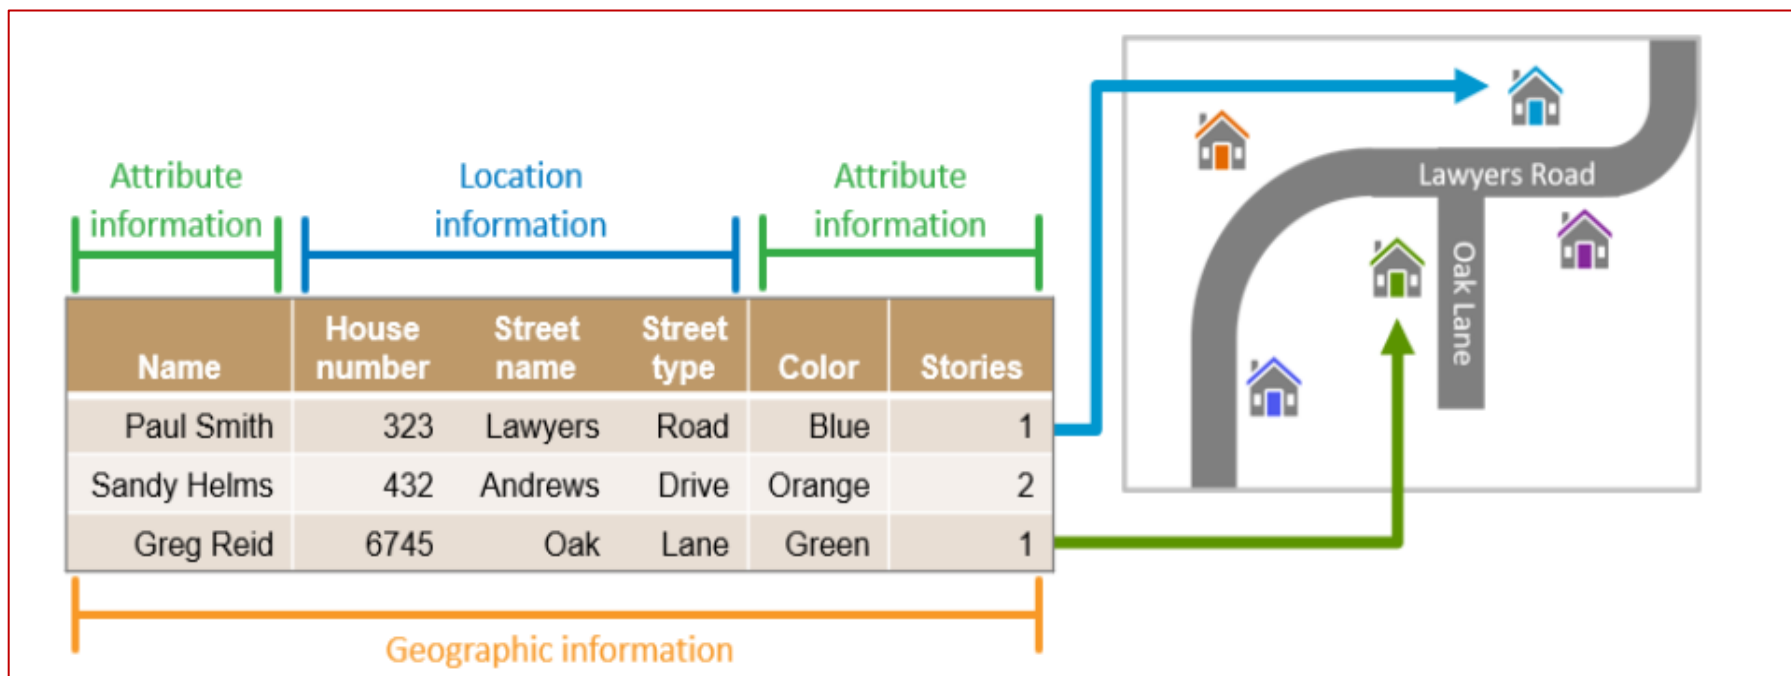 Attribute
information
Location
information
Attribute
information
Name House number Street name Street type Color Stories
Paul Smith 323 Lawyers Road Blue 1
Sandy Helms 432 Andrews Drive Orange 2
Greg Reid 6745 Oak Lane Green 1
Geographic information
Lawyers Road
Oak Lane